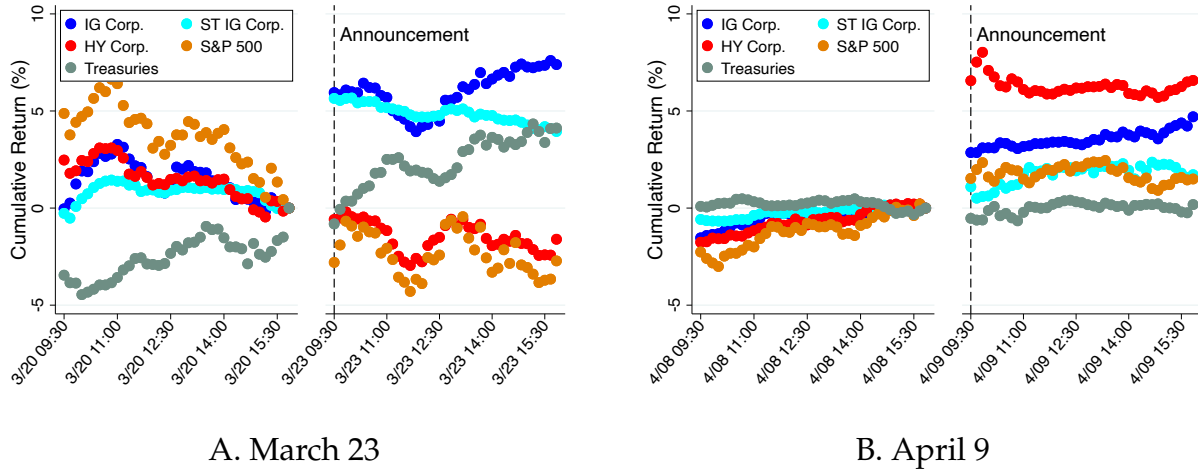 Cumulative Return (%)
10
5
0
-5
IG Corp.
ST IG Corp.
HY Corp.
S&P 500
Treasuries
Announcement
3/20 09:30
3/20 11:00
3/20 12:30
3/20 14:00
3/20 15:30
3/23 09:30
3/23 11:00
3/23 12:30
3/23 14:00
3/23 15:30
A. March 23
Cumulative Return (%)
10
5
0
-5
IG Corp.
ST IG Corp.
HY Corp.
S&P 500
Treasuries
Announcement
4/08 09:30
4/08 11:00
4/08 12:30
4/08 14:00
4/08 15:30
4/09 09:30
4/09 11:00
4/09 12:30
4/09 14:00
4/09 15:30
B. April 9